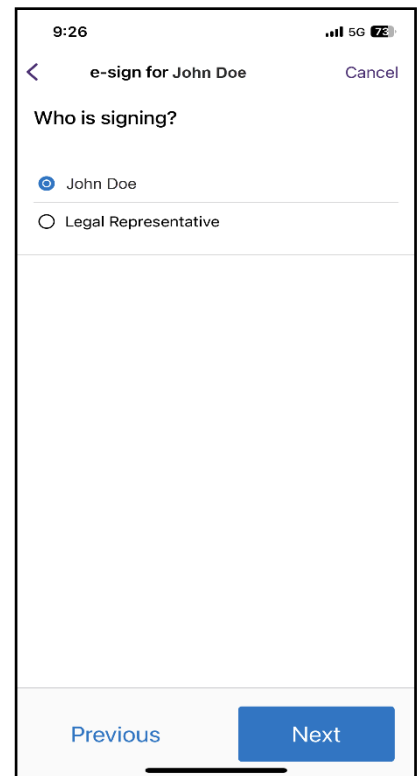 9:26 5G 73
e-sign for John Doe Cancel
Who is signing?
John Doe
Legal Representative
Previous Next